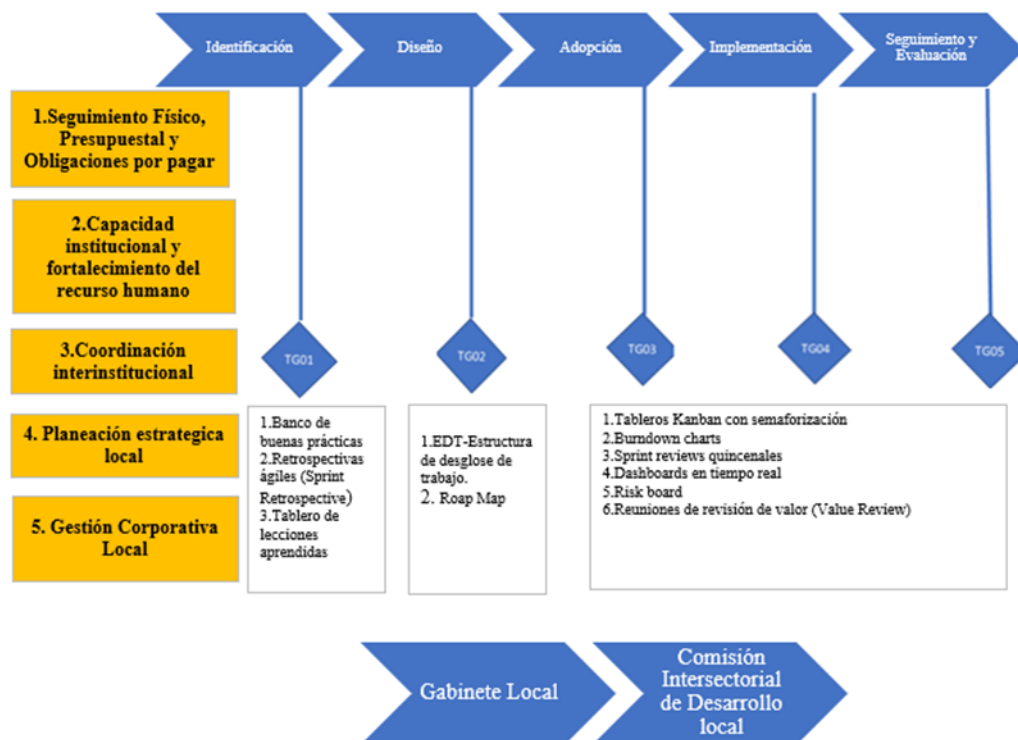 Identificación
Diseño
Adopción
Implementación
Seguimiento y
Evaluación
1.Seguimiento Físico,
Presupuestal y
Obligaciones por pagar
2.Capacidad
institucional y
fortalecimiento del
recurso humano
3.Coordinación
interinstitucional
4. Planeación estrategica
local
5. Gestión Corporativa
Local
TG01
TG02
TG03
TG04
TG05
1.Banco de
buenas prácticas
2.Retrospectivas
ágiles (Sprint
Retrospective)
3.Tablero de
lecciones
aprendidas
1.EDT-Estructura
de desglose de
trabajo.
2. Roap Map
1.Tableros Kanban con semaforización
2.Burndown charts
3.Sprint reviews quincenales
4.Dashboards en tiempo real
5.Risk board
6.Reuniones de revisión de valor (Value Review)
Gabinete Local
Comisión
Intersectorial
de Desarrollo
local